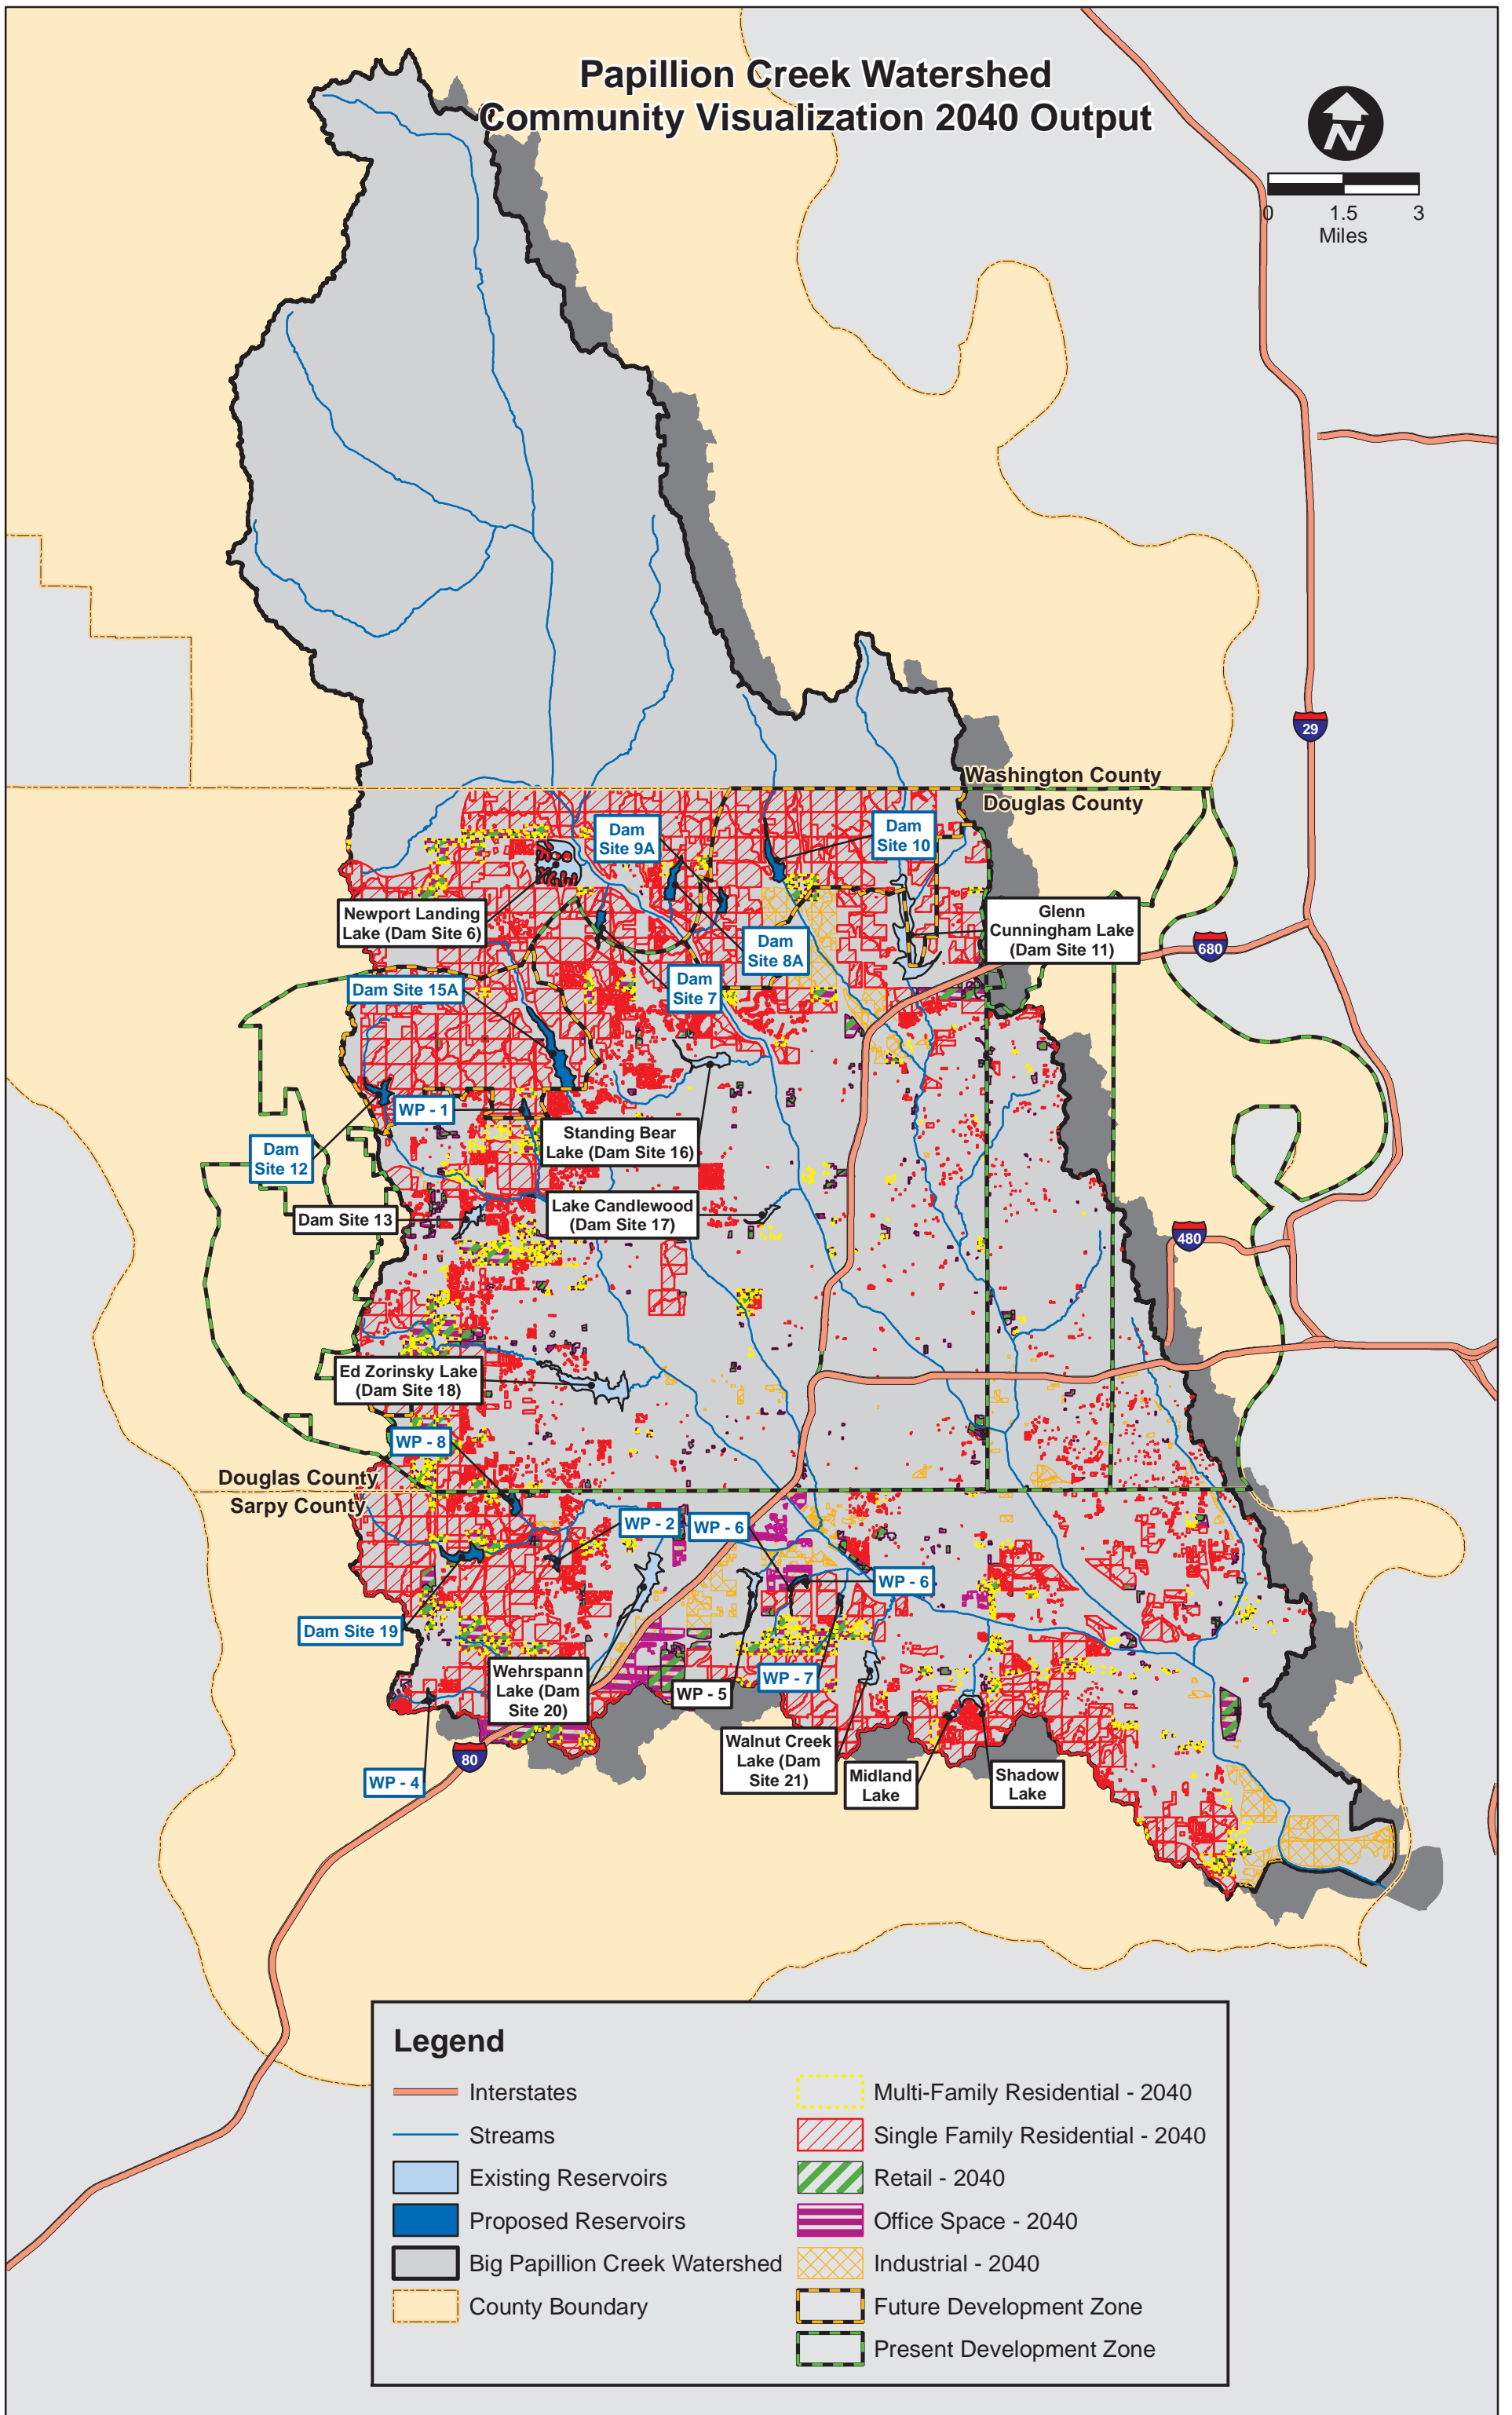 Papillion Creek Watershed
Community Visualization 2040 Output
N
0 1.5 3
Miles
29
Washington County
Douglas County
Dam
Site 9A
Dam
Site 10
Newport Landing
Lake (Dam Site 6)
Glenn
Cunningham Lake
(Dam Site 11)
680
Dam
Site 8A
Dam
Site 7
Dam Site 15A
WP - 1
Standing Bear
Lake (Dam Site 16)
Dam
Site 12
Lake Candlewood
(Dam Site 17)
Dam Site 13
480
Ed Zorinsky Lake
(Dam Site 18)
WP - 8
Douglas County
Sarpy County
WP - 2
WP - 6
WP - 6
Dam Site 19
Wehrspann
Lake (Dam
Site 20)
WP - 5
WP - 7
Walnut Creek
Lake (Dam
Site 21)
Midland
Lake
Shadow
Lake
80
WP - 4
Legend
Interstates
Streams
Existing Reservoirs
Proposed Reservoirs
Big Papillion Creek Watershed
County Boundary
Multi-Family Residential - 2040
Single Family Residential - 2040
Retail - 2040
Office Space - 2040
Industrial - 2040
Future Development Zone
Present Development Zone